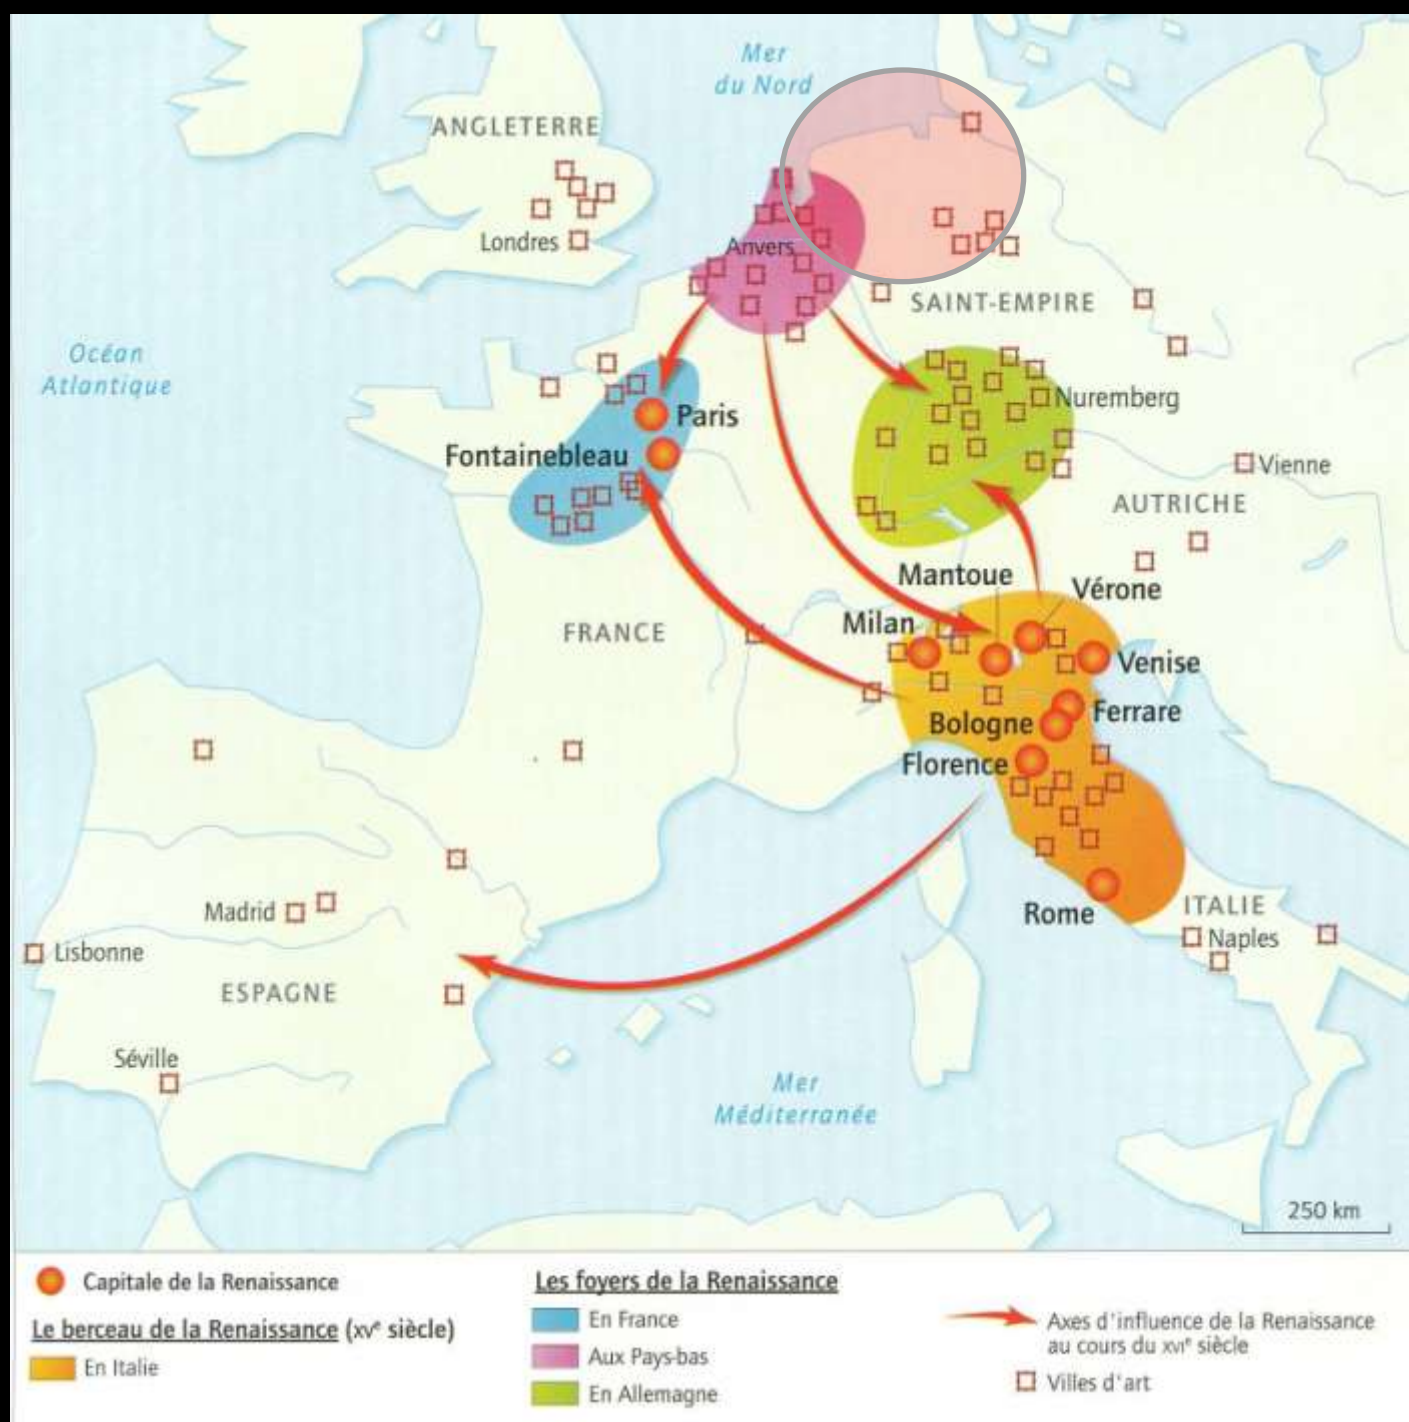 Mer
du Nord
ANGLETERRE
Londres
Anvers
SAINT-EMPIRE
Océan
Atlantique
Paris
Nuremberg
Fontainebleau
Vienne
AUTRICHE
Mantoue
Vérone
Milan
FRANCE
Venise
Ferrare
Bologne
Florence
Madrid
Rome
ITALIE
Naples
Lisbonne
ESPAGNE
Séville
Mer
Méditerranée
250 km
Capitale de la Renaissance
Le berceau de la Renaissance (XVe siècle)
En Italie
Les foyers de la Renaissance
En France
Aux Pays-bas
En Allemagne
Axes d'influence de la Renaissance
au cours du XVIe siècle
Villes d'art